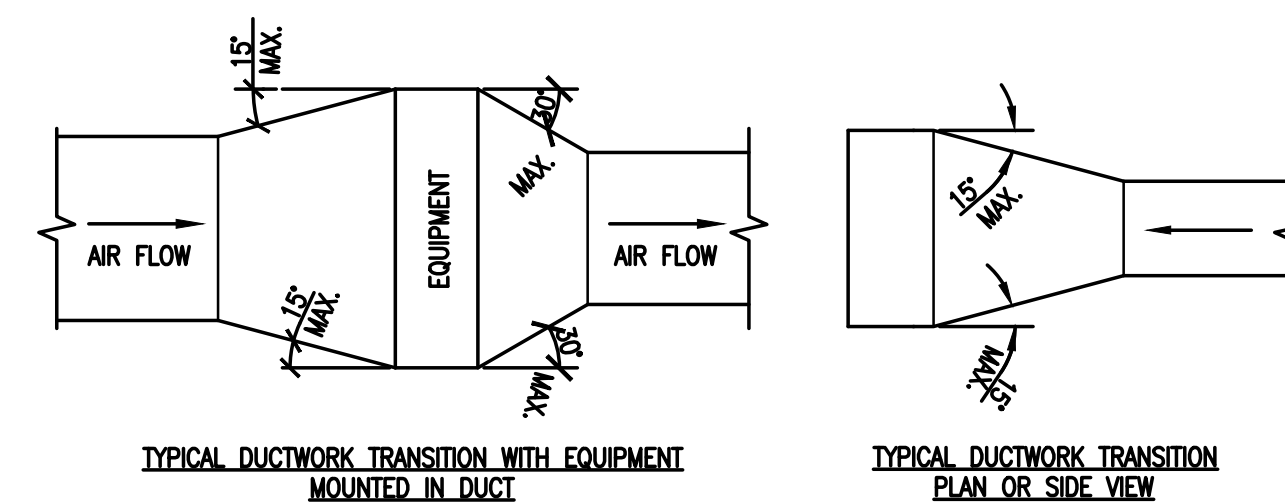 15°
MAX.
30°
MAX.
AIR FLOW
EQUIPMENT
AIR FLOW
15°
MAX.
30°
MAX.
TYPICAL DUCTWORK TRANSITION WITH EQUIPMENT
MOUNTED IN DUCT
15°
MAX.
15°
MAX.
TYPICAL DUCTWORK TRANSITION
PLAN OR SIDE VIEW